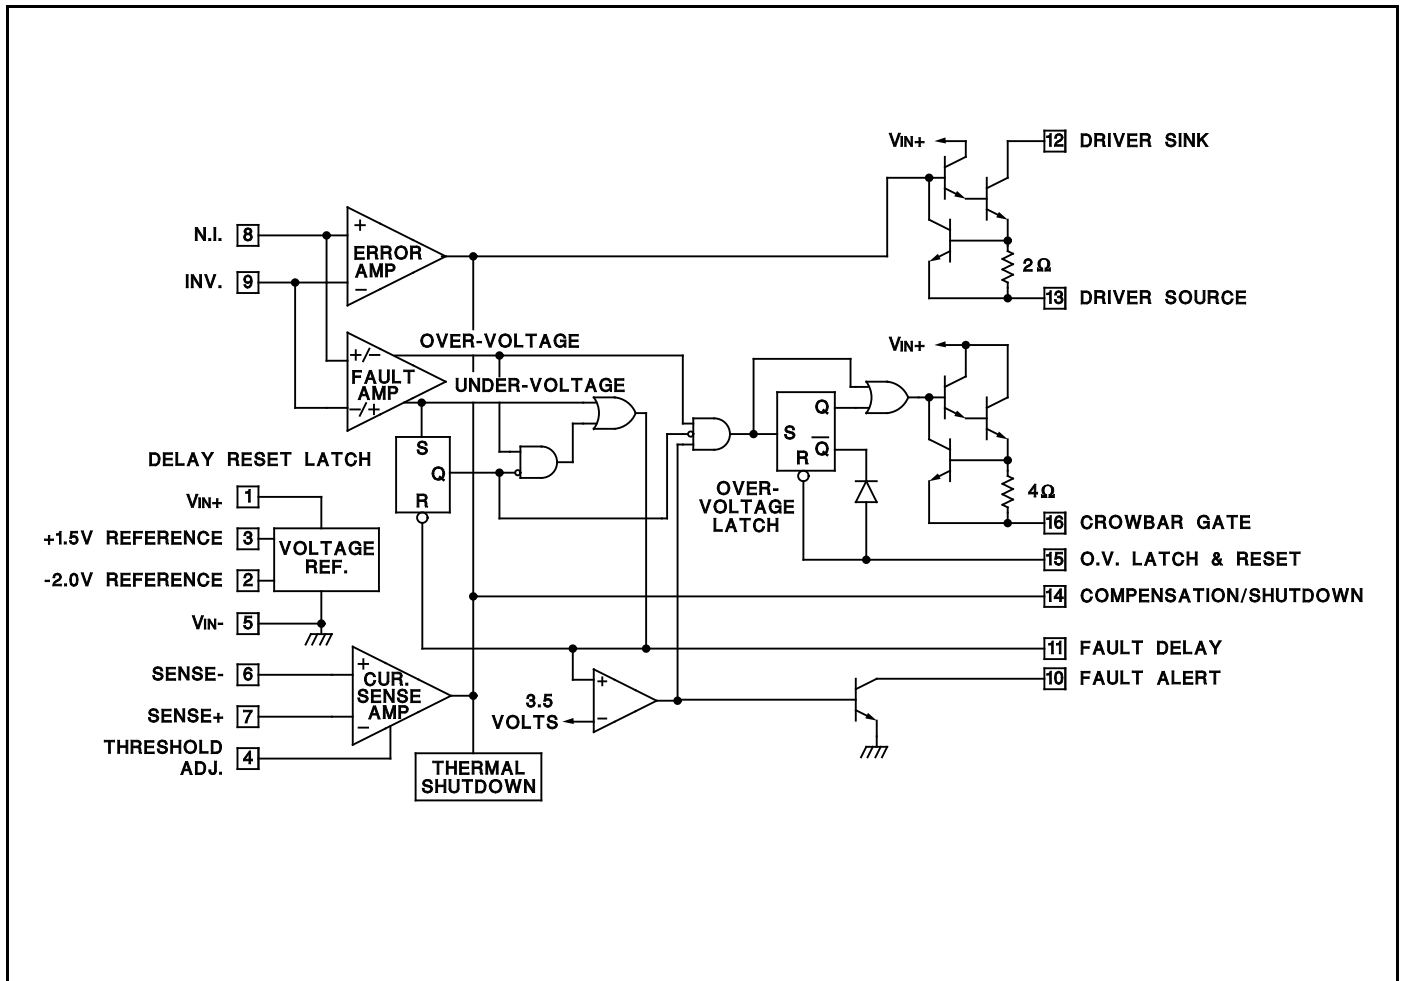 VIN+
12 DRIVER SINK
N.I. 8
+
ERROR
AMP
−
INV. 9
2Ω
13 DRIVER SOURCE
OVER-VOLTAGE
VIN+
+/−
FAULT
AMP
−/+
UNDER-VOLTAGE
S
Q
R
S
Q
Q̅
R
DELAY RESET LATCH
OVER-
VOLTAGE
LATCH
4Ω
16 CROWBAR GATE
VIN+ 1
+1.5V REFERENCE 3
VOLTAGE
REF.
-2.0V REFERENCE 2
15 O.V. LATCH & RESET
14 COMPENSATION/SHUTDOWN
VIN- 5
11 FAULT DELAY
SENSE- 6
+
CUR.
SENSE
AMP
−
10 FAULT ALERT
SENSE+ 7
3.5
VOLTS
+
−
THRESHOLD
ADJ. 4
THERMAL
SHUTDOWN